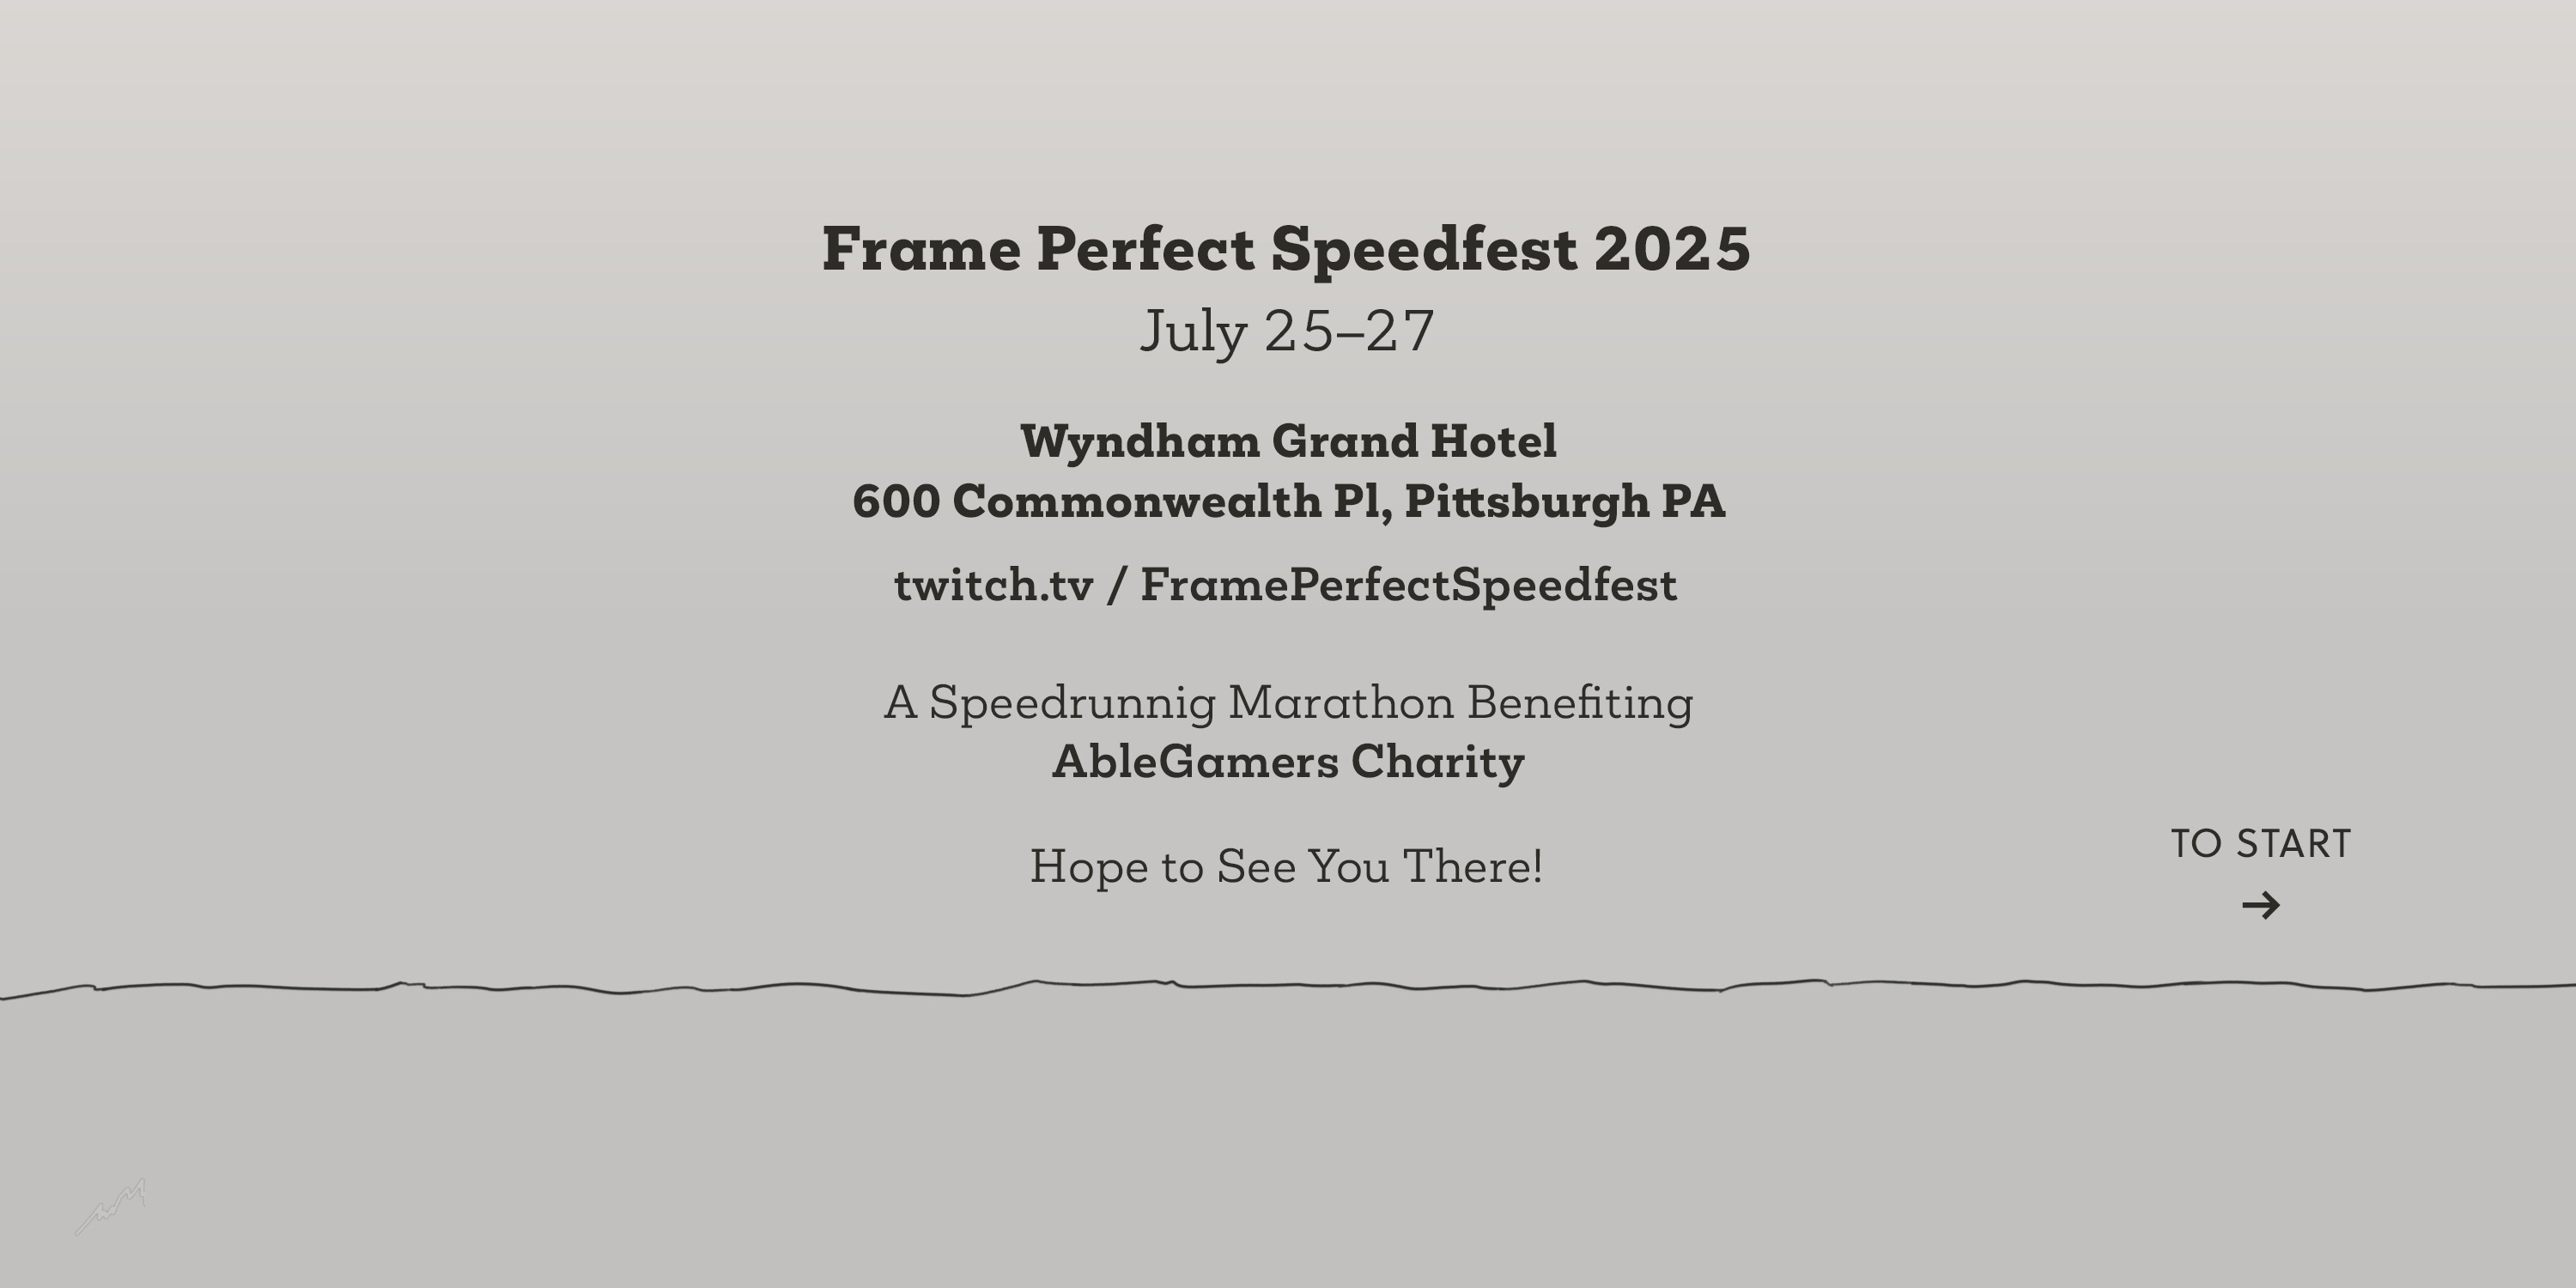 Frame Perfect Speedfest 2025
July 25–27
Wyndham Grand Hotel
600 Commonwealth Pl, Pittsburgh PA
twitch.tv / FramePerfectSpeedfest
A Speedrunnig Marathon Benefiting
AbleGamers Charity
Hope to See You There!
TO START
→